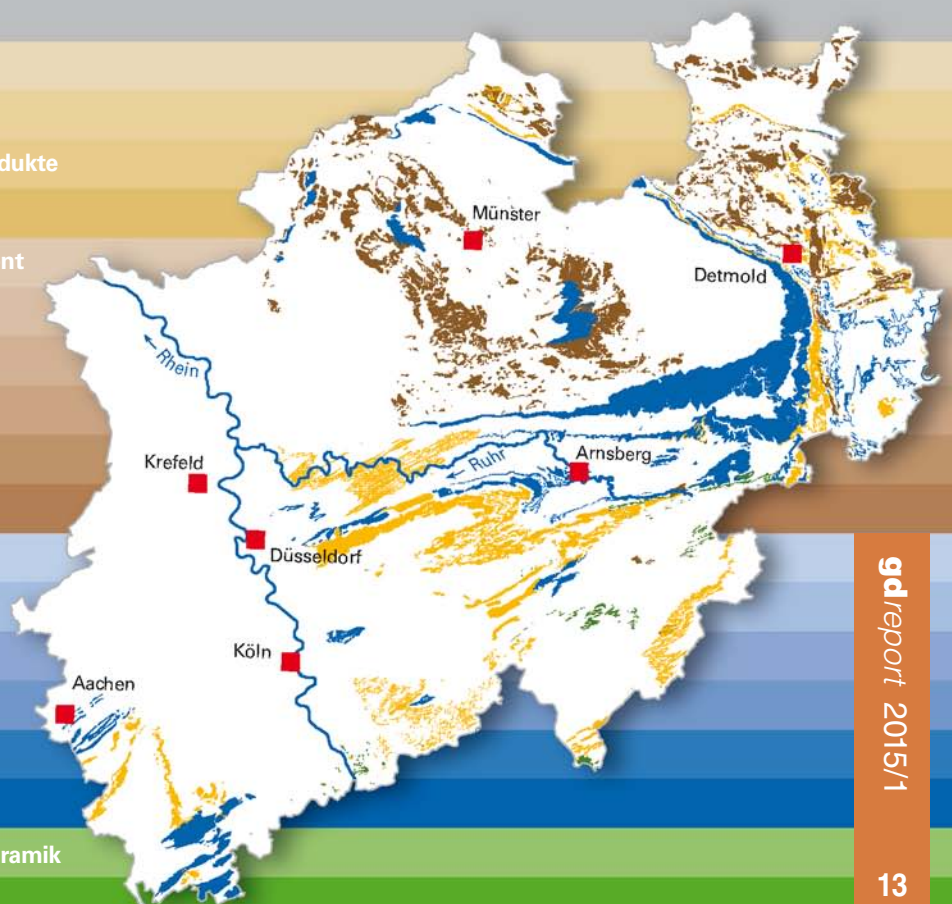 dukte
Münster
nt
Detmold
Rhein
Ruhr
Arnsberg
Krefeld
Düsseldorf
Köln
Aachen
gdreport 2015/1
ramik
13